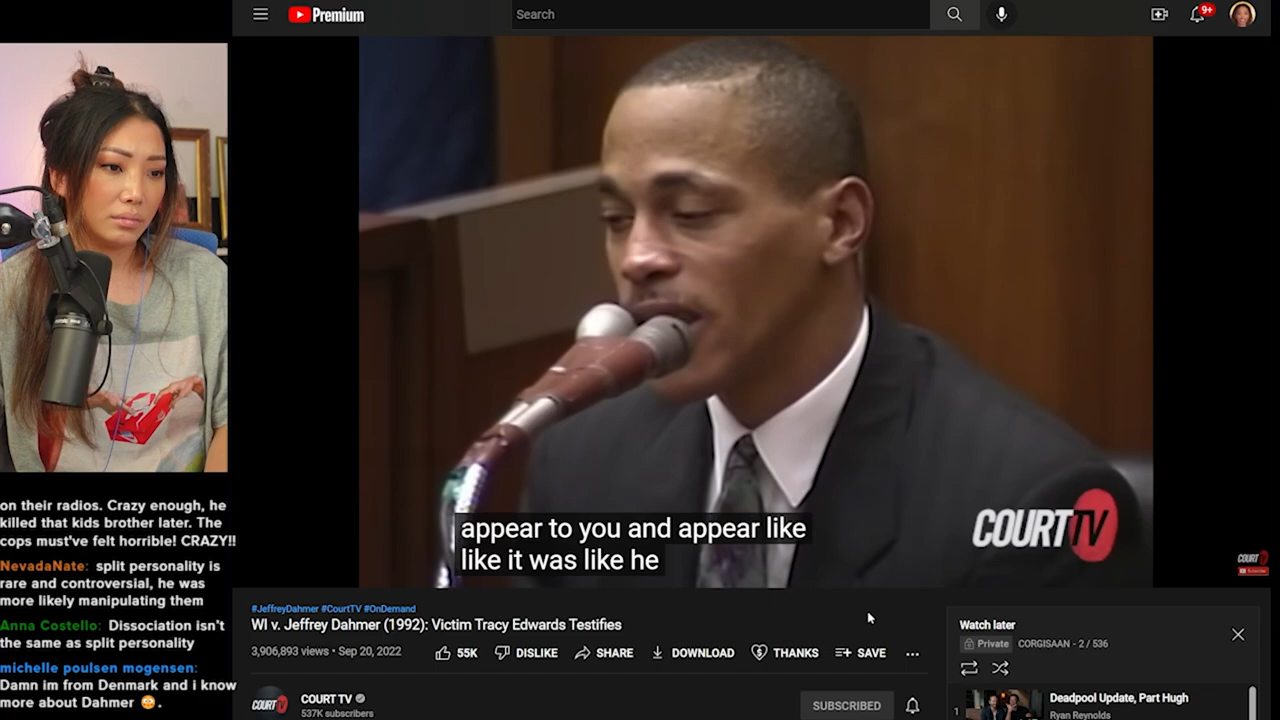 Premium
Search
9+
on their radios. Crazy enough, he
killed that kids brother later. The
cops must've felt horrible! CRAZY!!
NevadaNate: split personality is
rare and controversial, he was
more likely manipulating them
Anna Costello: Dissociation isn't
the same as split personality
michelle poulsen mogensen:
Damn im from Denmark and i know
more about Dahmer 😳.
appear to you and appear like
like it was like he
COURT TV
COURT
#JeffreyDahmer #CourtTV #OnDemand
WI v. Jeffrey Dahmer (1992): Victim Tracy Edwards Testifies
3,906,893 views • Sep 20, 2022
55K
DISLIKE
SHARE
DOWNLOAD
THANKS
SAVE
COURT TV
COURT TV
537K subscribers
SUBSCRIBED
Watch later
Private
CORGISAAN - 2 / 536
1
Deadpool Update, Part Hugh
Ryan Reynolds